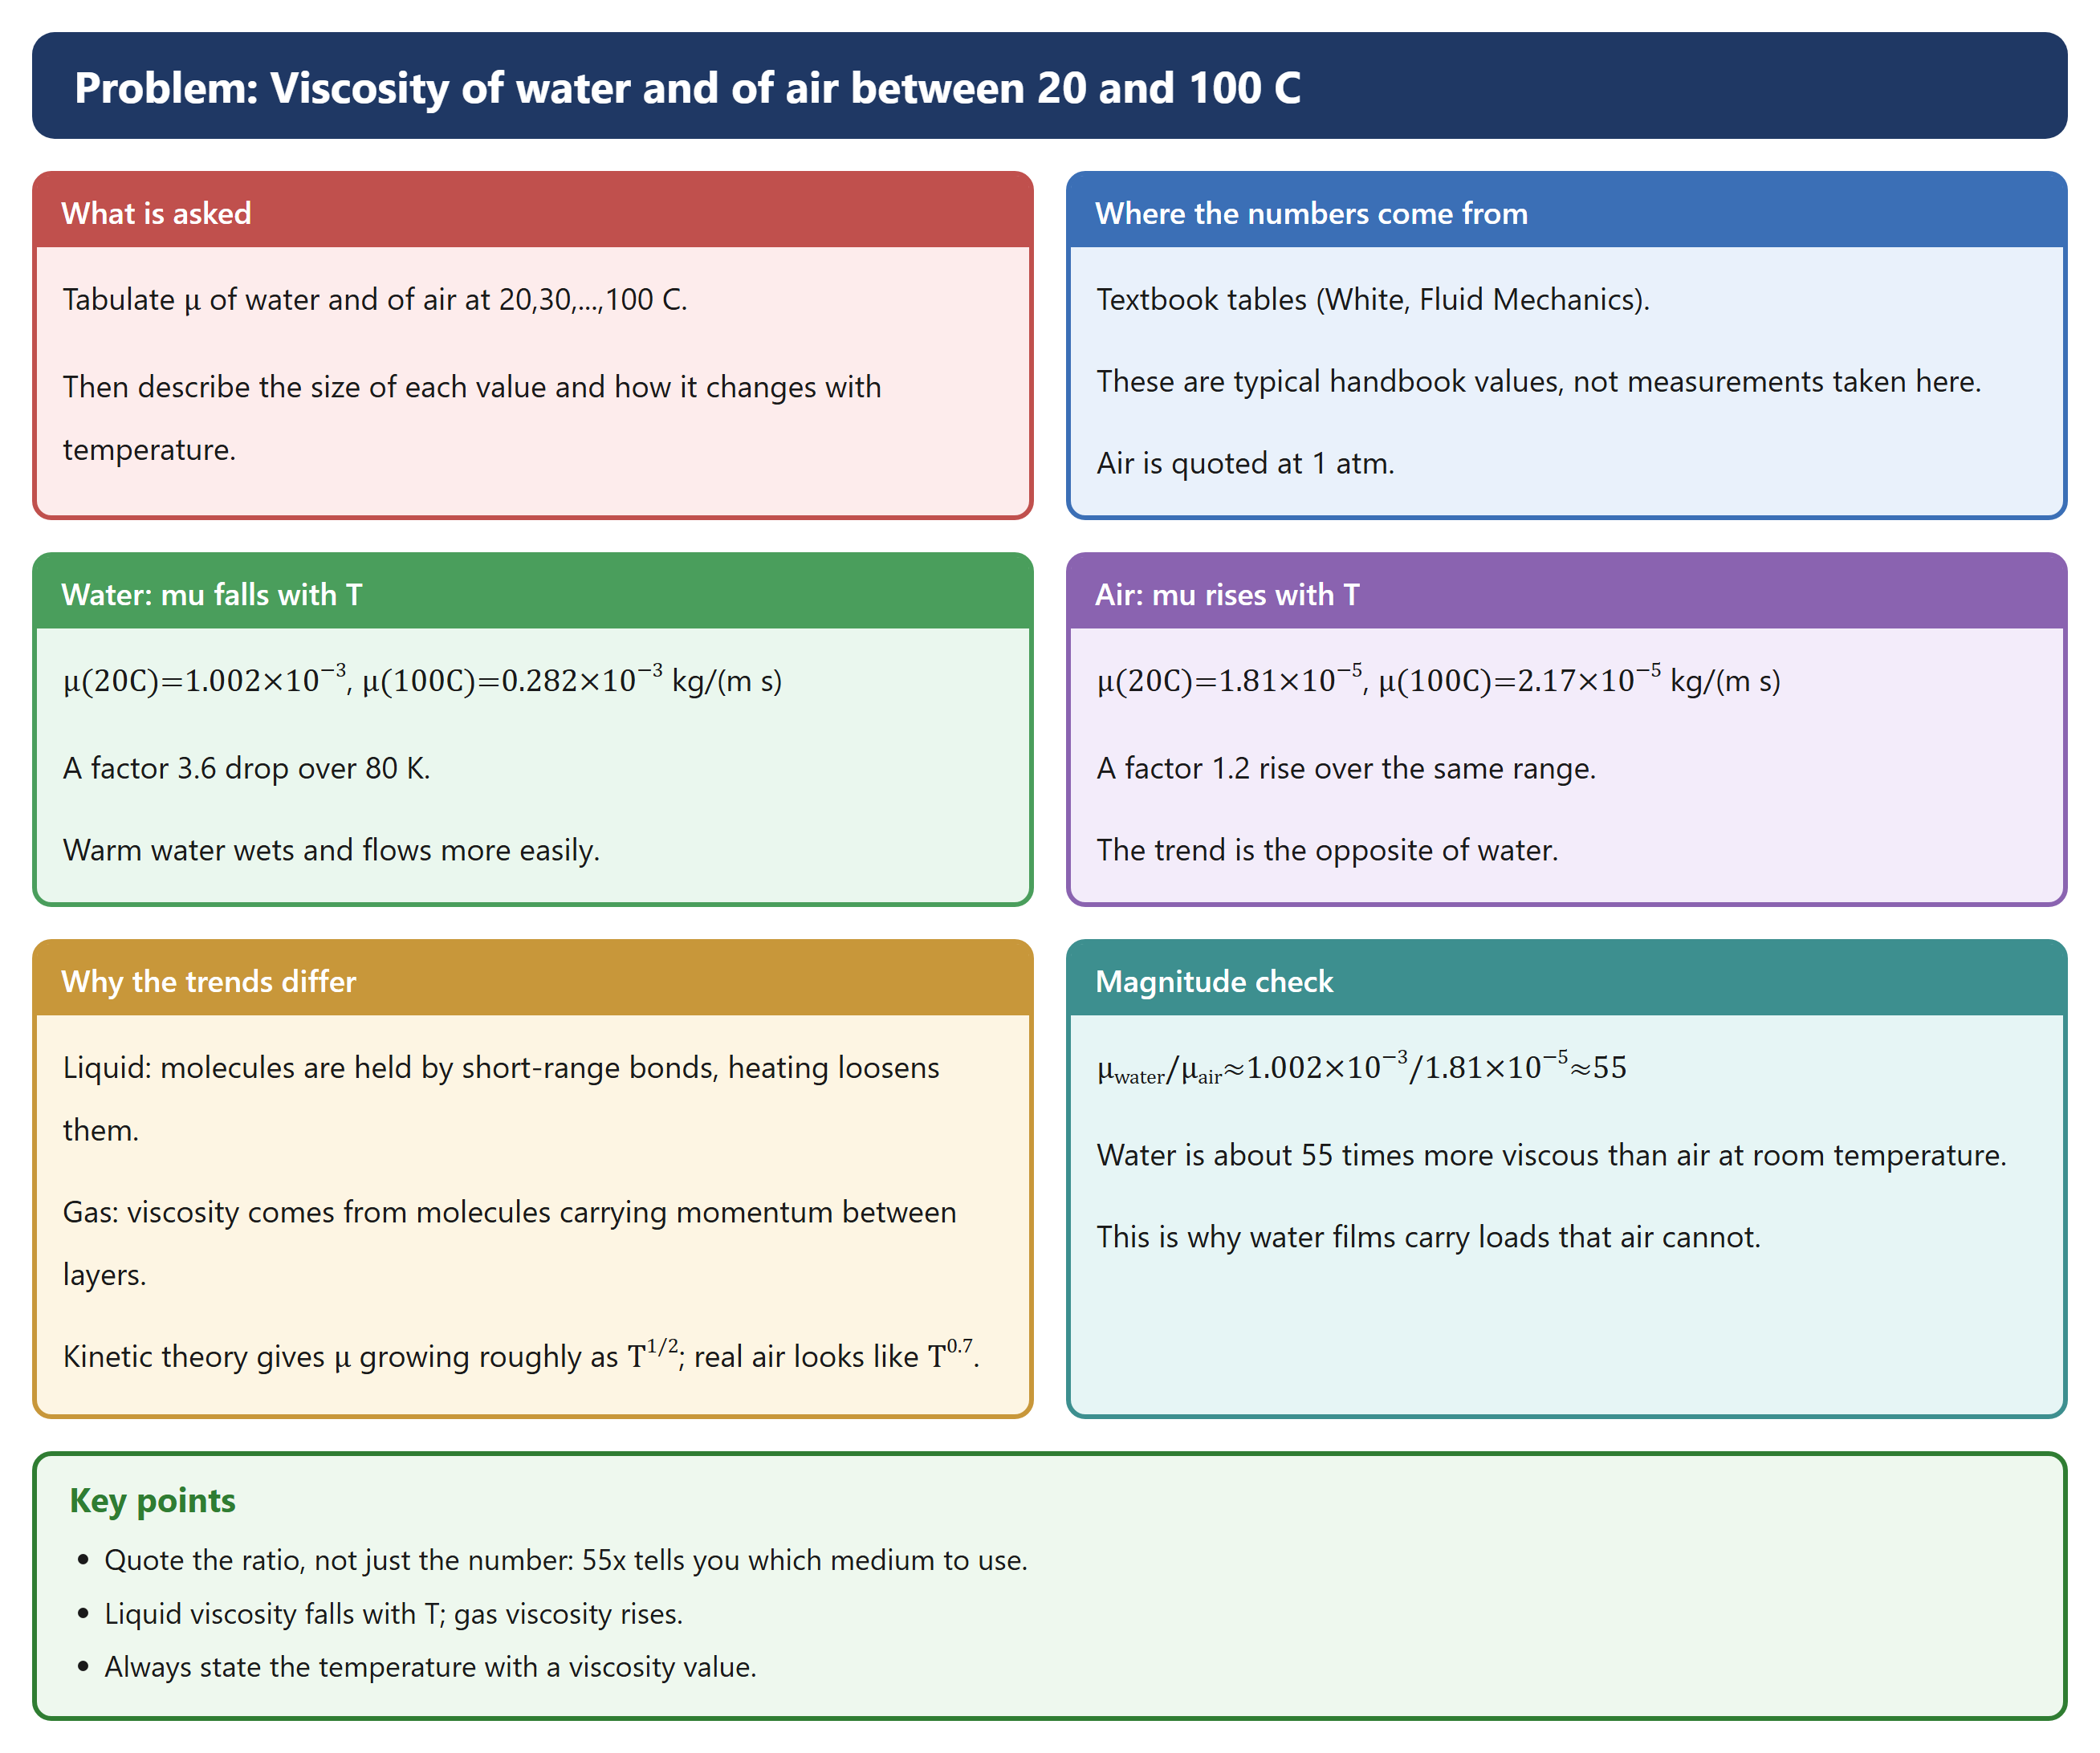 Problem: Viscosity of water and of air between 20 and 100 C
What is asked
Tabulate μ of water and of air at 20,30,...,100 C.
Then describe the size of each value and how it changes with
temperature.
Where the numbers come from
Textbook tables (White, Fluid Mechanics).
These are typical handbook values, not measurements taken here.
Air is quoted at 1 atm.
Water: mu falls with T
μ(20C)=1.002×10⁻³, μ(100C)=0.282×10⁻³ kg/(m s)
A factor 3.6 drop over 80 K.
Warm water wets and flows more easily.
Air: mu rises with T
μ(20C)=1.81×10⁻⁵, μ(100C)=2.17×10⁻⁵ kg/(m s)
A factor 1.2 rise over the same range.
The trend is the opposite of water.
Why the trends differ
Liquid: molecules are held by short-range bonds, heating loosens
them.
Gas: viscosity comes from molecules carrying momentum between
layers.
Kinetic theory gives μ growing roughly as T^{1/2}; real air looks like T^{0.7}.
Magnitude check
μ_{water}/μ_{air}≈1.002×10⁻³/1.81×10⁻⁵≈55
Water is about 55 times more viscous than air at room temperature.
This is why water films carry loads that air cannot.
Key points
• Quote the ratio, not just the number: 55x tells you which medium to use.
• Liquid viscosity falls with T; gas viscosity rises.
• Always state the temperature with a viscosity value.